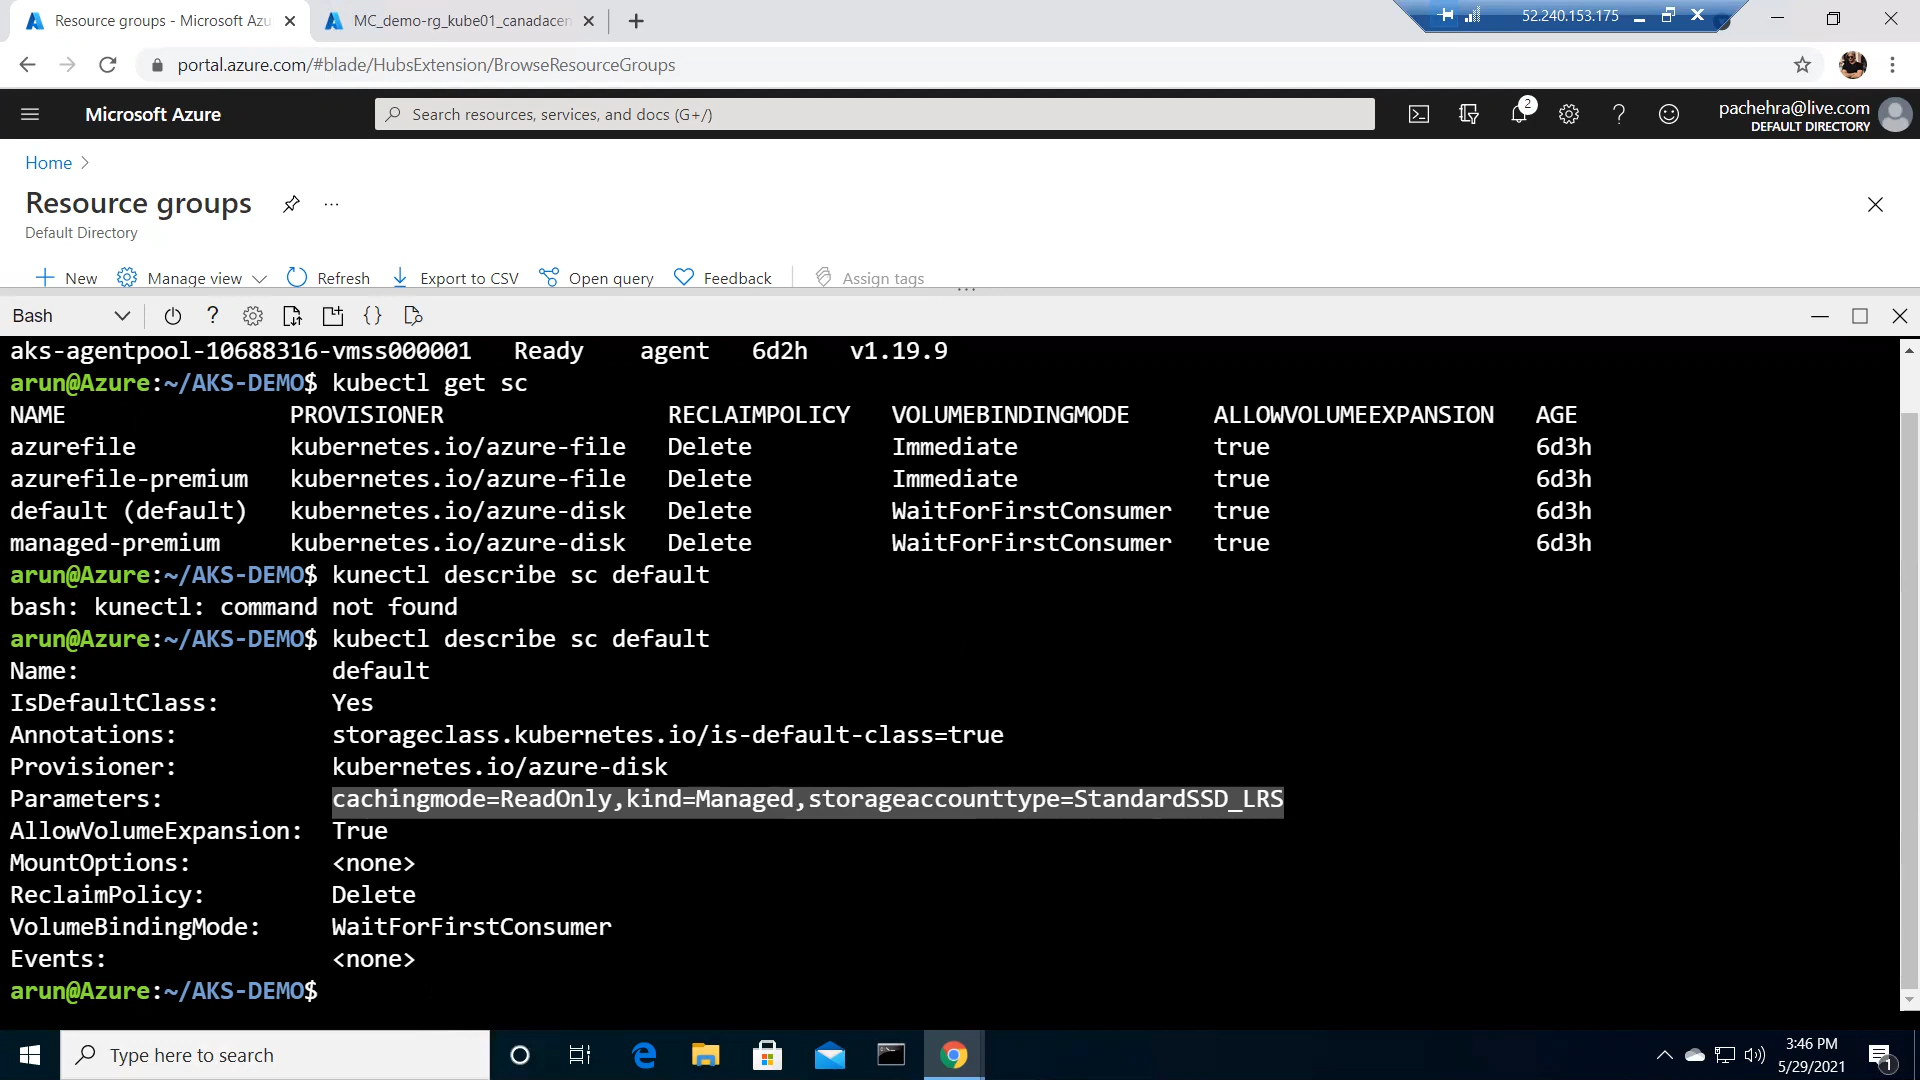 Resource groups - Microsoft Azu
MC_demo-rg_kube01_canadacen
52.240.153.175
portal.azure.com/#blade/HubsExtension/BrowseResourceGroups
Microsoft Azure
Search resources, services, and docs (G+/)
2
pachehra@live.com
DEFAULT DIRECTORY
Home >
Resource groups
Default Directory
New Manage view Refresh Export to CSV Open query Feedback Assign tags
Bash
aks-agentpool-10688316-vmss000001 Ready agent 6d2h v1.19.9
arun@Azure:~/AKS-DEMO$ kubectl get sc
NAME PROVISIONER RECLAIMPOLICY VOLUMEBINDINGMODE ALLOWVOLUMEEXPANSION AGE
azurefile kubernetes.io/azure-file Delete Immediate true 6d3h
azurefile-premium kubernetes.io/azure-file Delete Immediate true 6d3h
default (default) kubernetes.io/azure-disk Delete WaitForFirstConsumer true 6d3h
managed-premium kubernetes.io/azure-disk Delete WaitForFirstConsumer true 6d3h
arun@Azure:~/AKS-DEMO$ kunectl describe sc default
bash: kunectl: command not found
arun@Azure:~/AKS-DEMO$ kubectl describe sc default
Name: default
IsDefaultClass: Yes
Annotations: storageclass.kubernetes.io/is-default-class=true
Provisioner: kubernetes.io/azure-disk
Parameters: cachingmode=ReadOnly,kind=Managed,storageaccounttype=StandardSSD_LRS
AllowVolumeExpansion: True
MountOptions: <none>
ReclaimPolicy: Delete
VolumeBindingMode: WaitForFirstConsumer
Events: <none>
arun@Azure:~/AKS-DEMO$
Type here to search
3:46 PM
5/29/2021
1